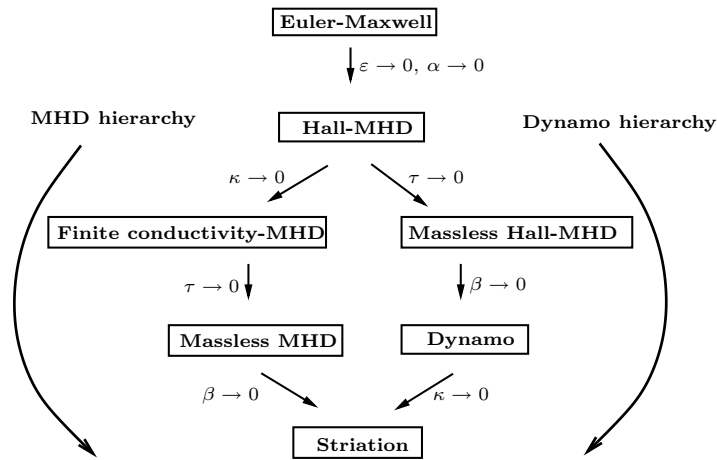 Euler-Maxwell
ε → 0, α → 0
MHD hierarchy
Dynamo hierarchy
Hall-MHD
κ → 0
τ → 0
Finite conductivity-MHD
Massless Hall-MHD
τ → 0
β → 0
Massless MHD
Dynamo
β → 0
κ → 0
Striation